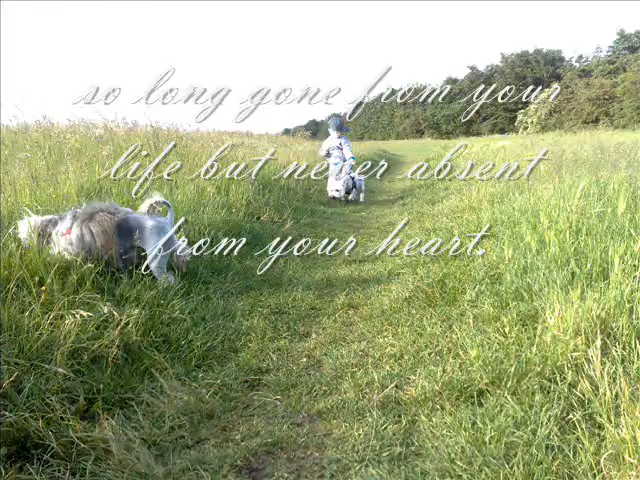 so long gone from your
life but never absent
from your heart.